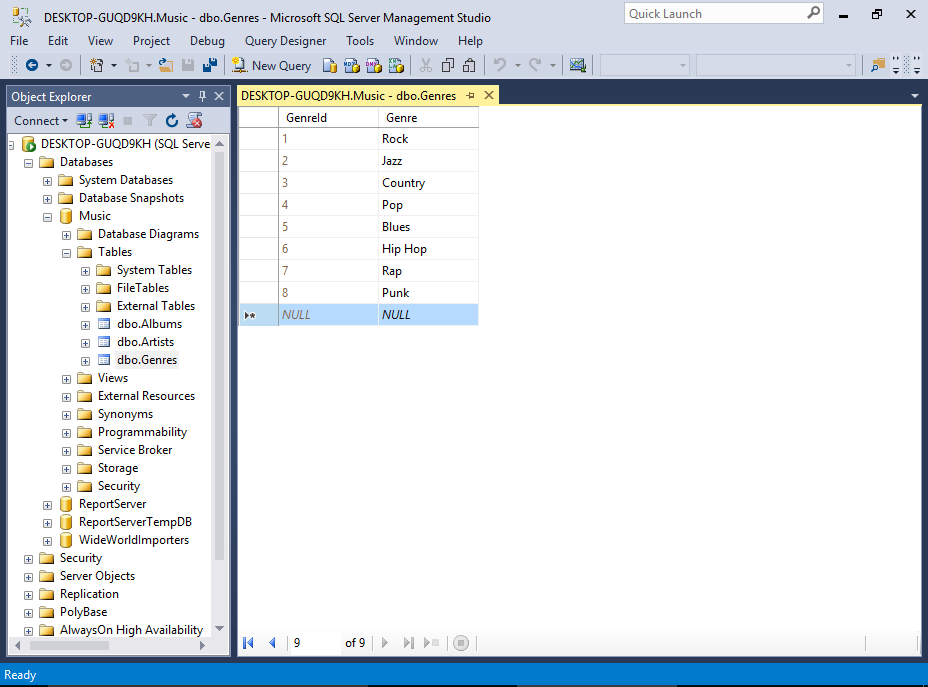 DESKTOP-GUQD9KH.Music - dbo.Genres - Microsoft SQL Server Management Studio
Quick Launch
File Edit View Project Debug Query Designer Tools Window Help
New Query
Object Explorer
Connect
DESKTOP-GUQD9KH (SQL Serve
Databases
System Databases
Database Snapshots
Music
Database Diagrams
Tables
System Tables
FileTables
External Tables
dbo.Albums
dbo.Artists
dbo.Genres
Views
External Resources
Synonyms
Programmability
Service Broker
Storage
Security
ReportServer
ReportServerTempDB
WideWorldImporters
Security
Server Objects
Replication
PolyBase
AlwaysOn High Availability
DESKTOP-GUQD9KH.Music - dbo.Genres
GenreId Genre
1 Rock
2 Jazz
3 Country
4 Pop
5 Blues
6 Hip Hop
7 Rap
8 Punk
NULL NULL
9 of 9
Ready